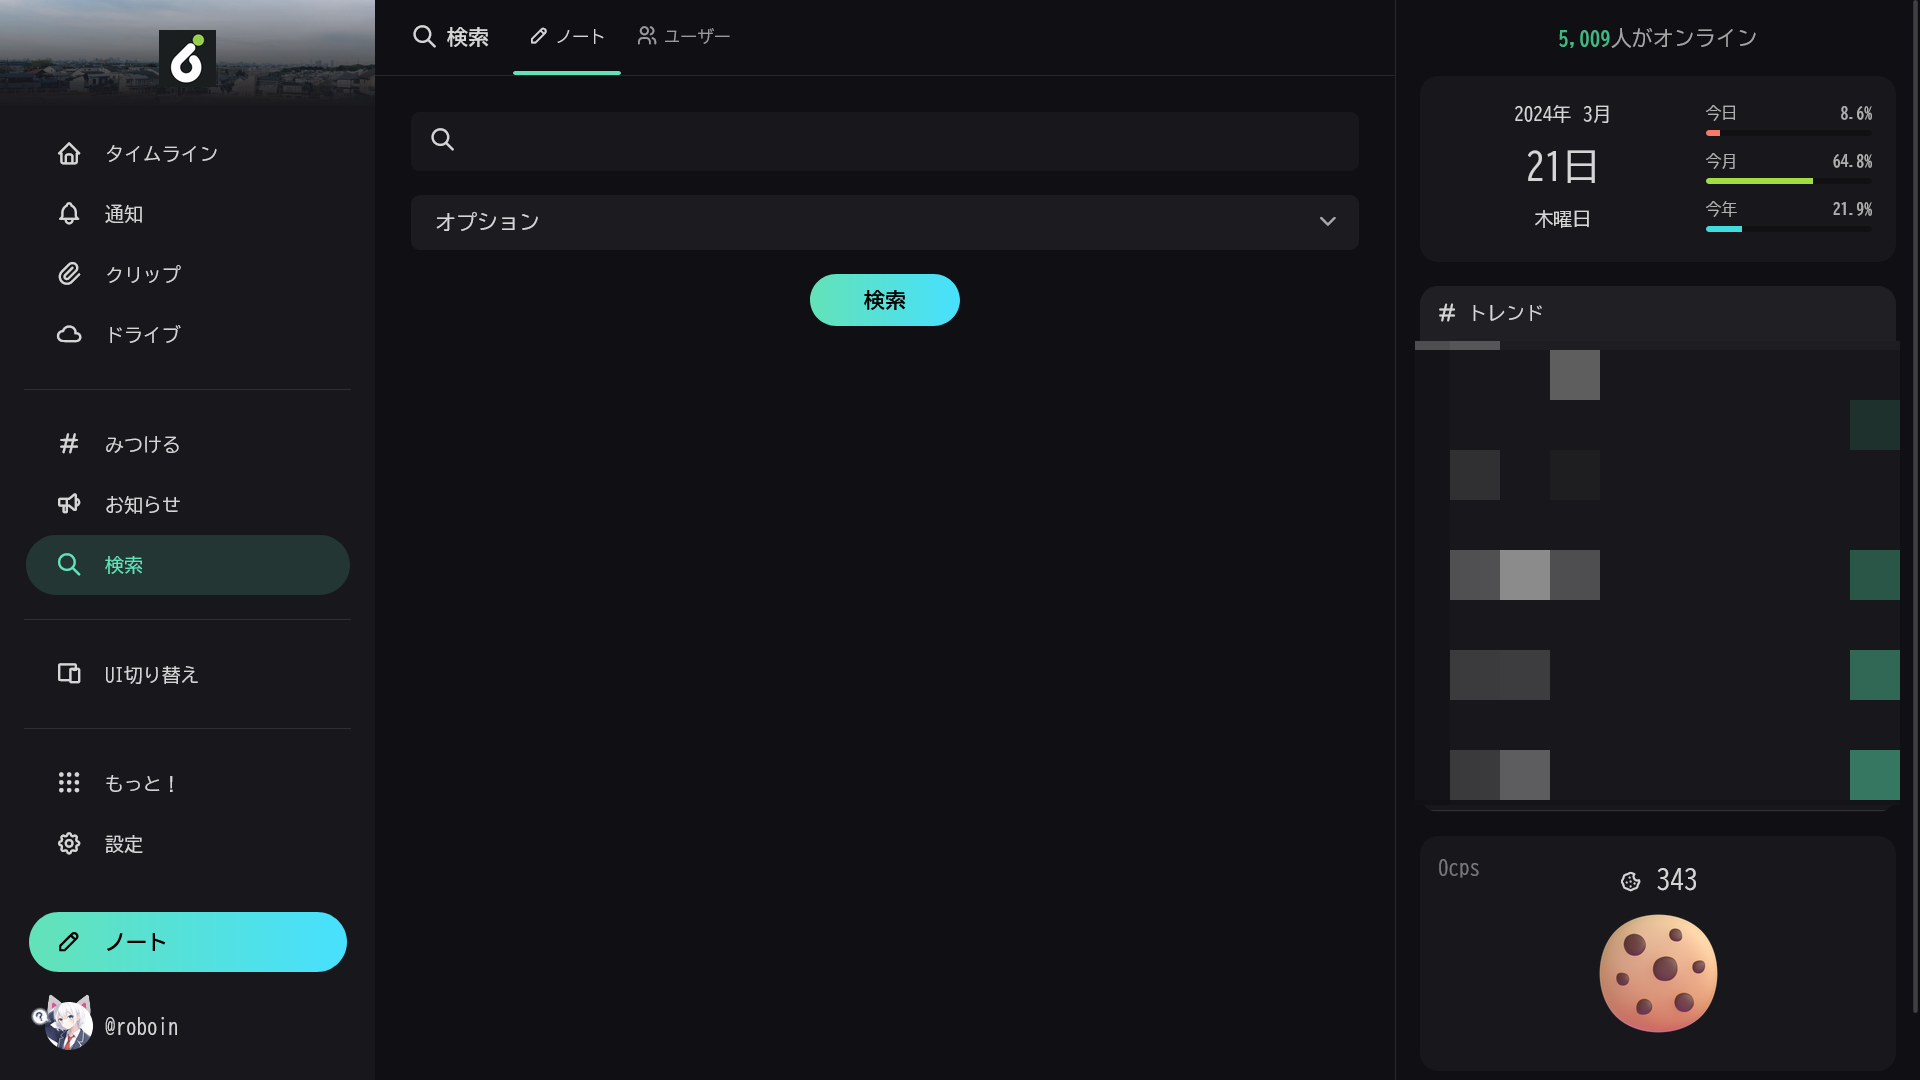 タイムライン
通知
クリップ
ドライブ
みつける
お知らせ
検索
UI切り替え
もっと！
設定
ノート
@roboin
検索
ノート
ユーザー
オプション
検索
5,009人がオンライン
2024年 3月
21日
木曜日
今日 8.6%
今月 64.8%
今年 21.9%
トレンド
0cps
343